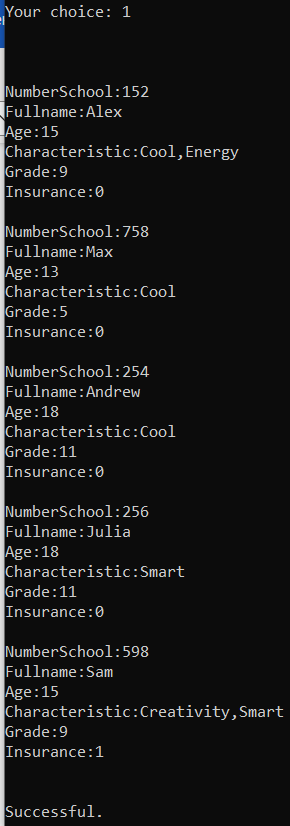 Your choice: 1
NumberSchool:152
Fullname:Alex
Age:15
Characteristic:Cool,Energy
Grade:9
Insurance:0
NumberSchool:758
Fullname:Max
Age:13
Characteristic:Cool
Grade:5
Insurance:0
NumberSchool:254
Fullname:Andrew
Age:18
Characteristic:Cool
Grade:11
Insurance:0
NumberSchool:256
Fullname:Julia
Age:18
Characteristic:Smart
Grade:11
Insurance:0
NumberSchool:598
Fullname:Sam
Age:15
Characteristic:Creativity,Smart
Grade:9
Insurance:1
Successful.